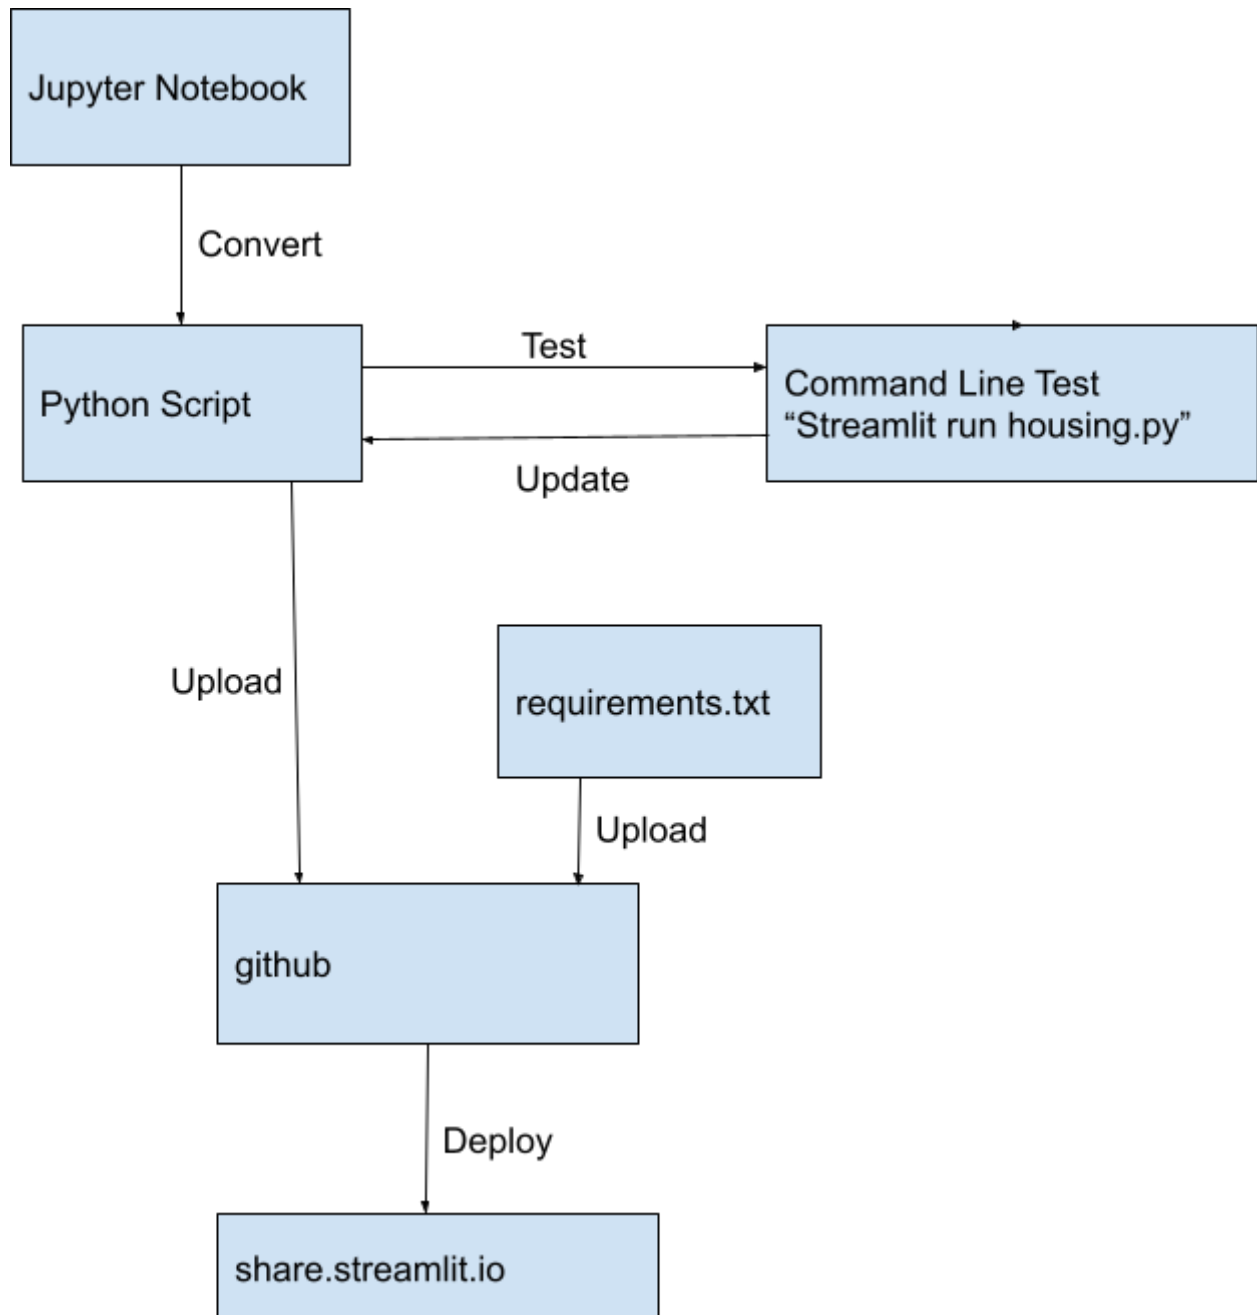 Jupyter Notebook
Convert
Python Script
Test
Command Line Test
“Streamlit run housing.py”
Update
Upload
requirements.txt
Upload
github
Deploy
share.streamlit.io